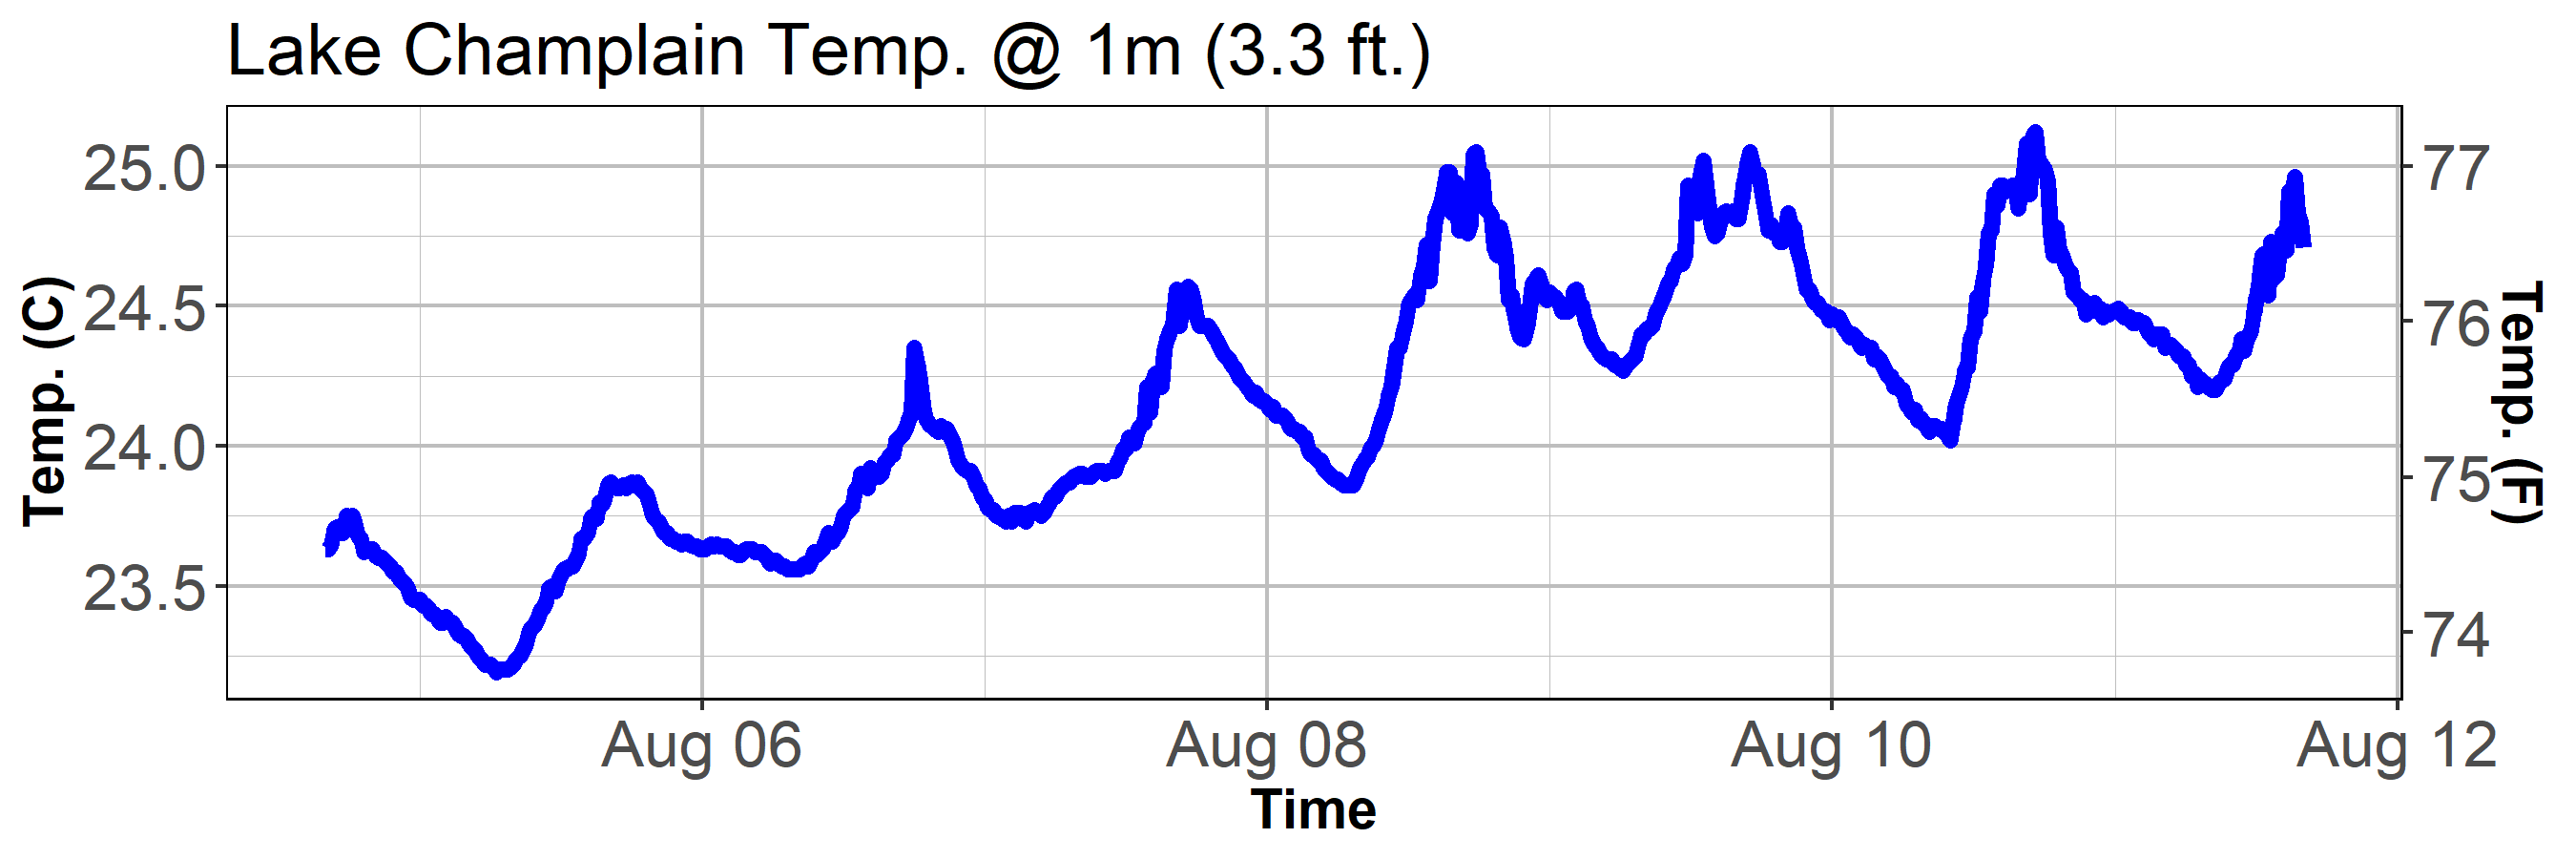 Lake Champlain Temp. @ 1m (3.3 ft.)
Temp. (C)
25.0
24.5
24.0
23.5
77
76
75
74
Temp. (F)
Aug 06
Aug 08
Aug 10
Aug 12
Time